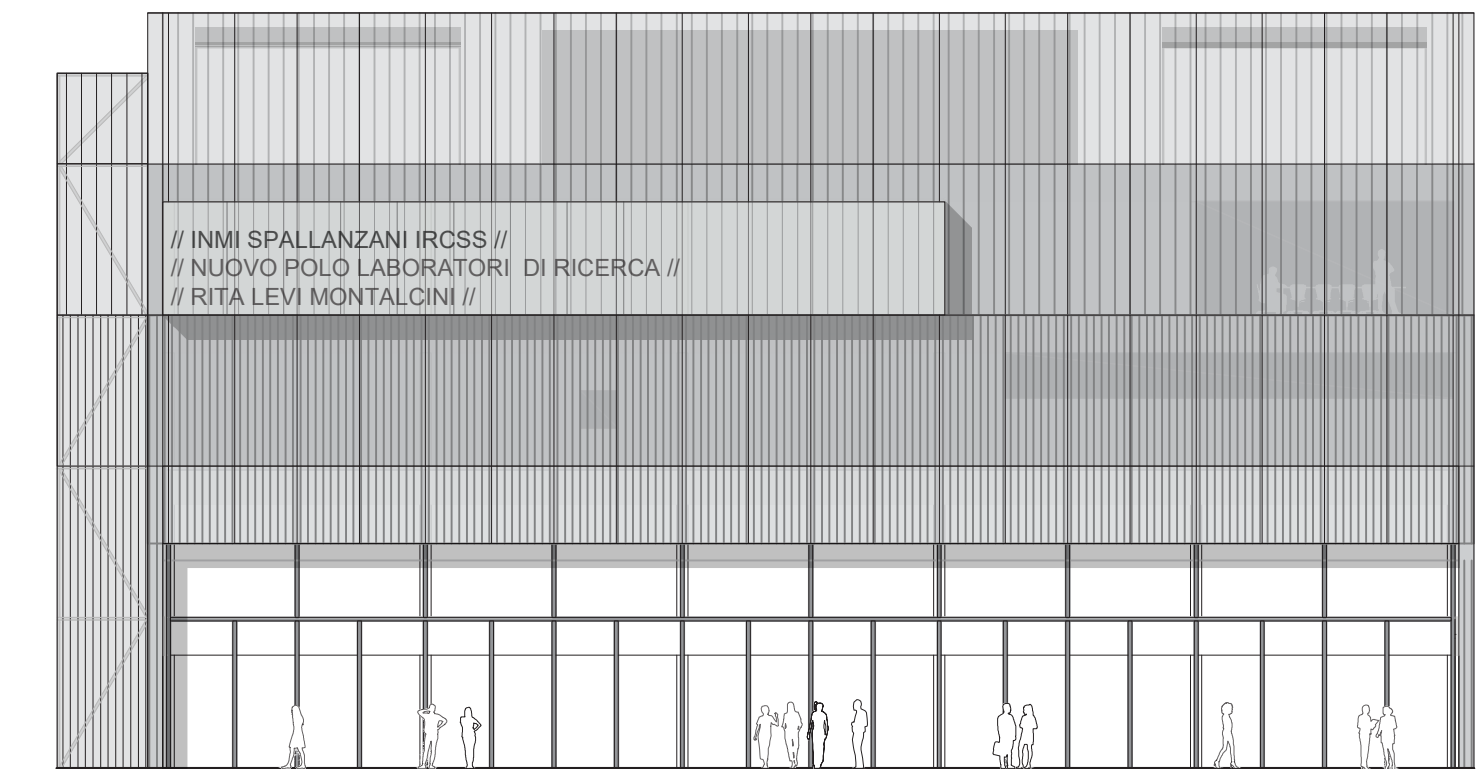 // INMI SPALLANZANI IRCSS //
// NUOVO POLO LABORATORI DI RICERCA //
// RITA LEVI MONTALCINI //